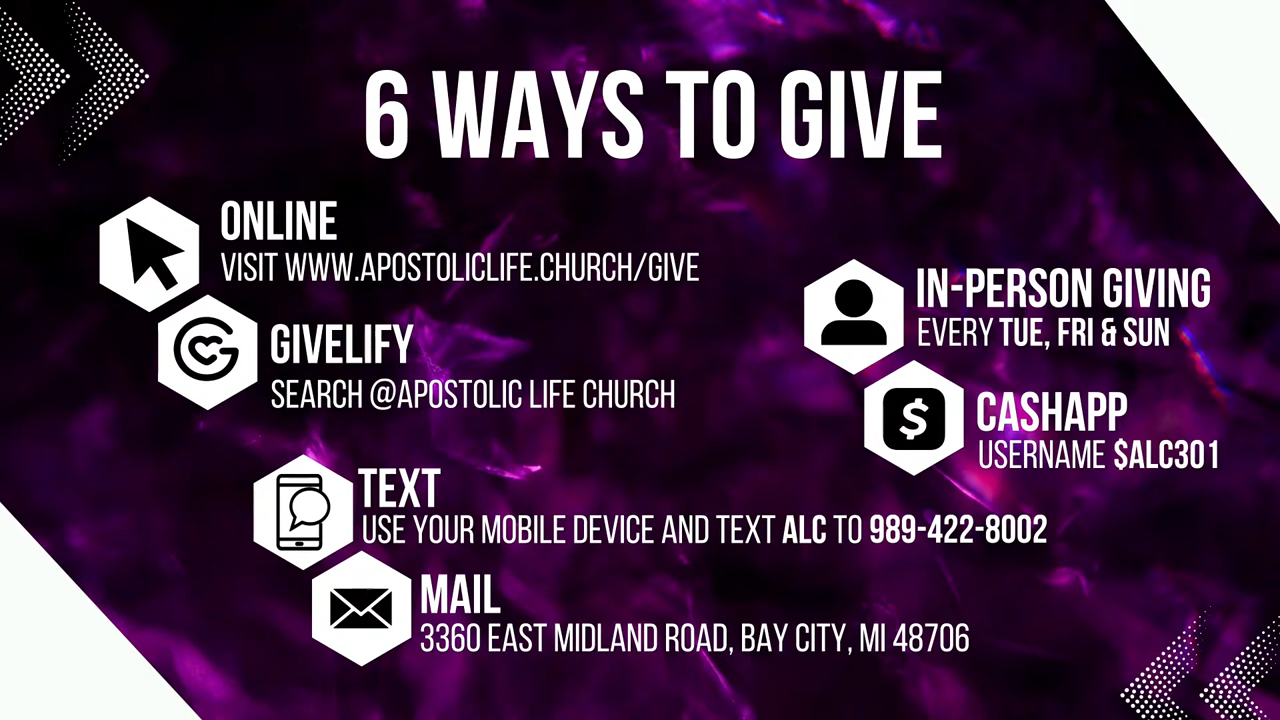 6 WAYS TO GIVE
ONLINE
VISIT WWW.APOSTOLICLIFE.CHURCH/GIVE
GIVELIFY
SEARCH @APOSTOLIC LIFE CHURCH
IN-PERSON GIVING
EVERY TUE, FRI & SUN
$
CASHAPP
USERNAME $ALC301
TEXT
USE YOUR MOBILE DEVICE AND TEXT ALC TO 989-422-8002
MAIL
3360 EAST MIDLAND ROAD, BAY CITY, MI 48706